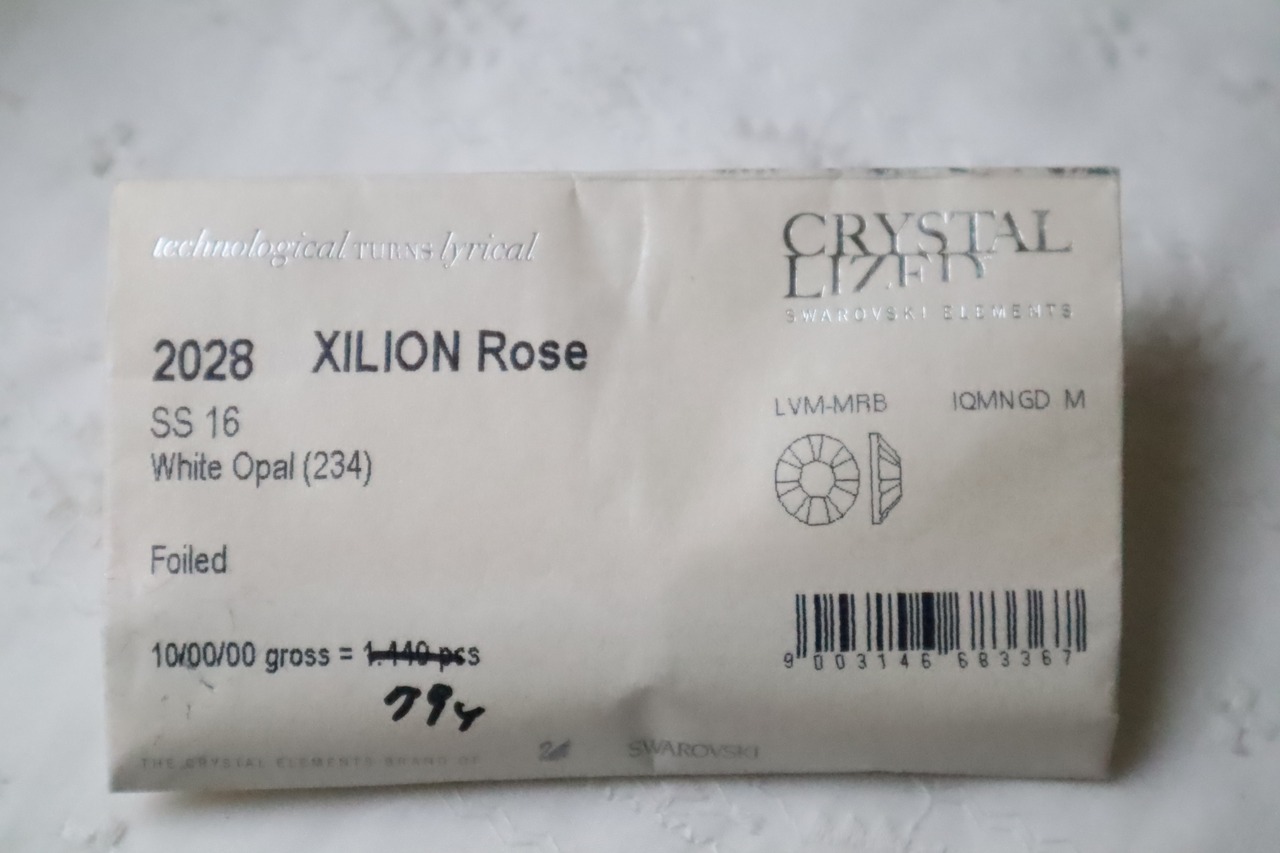 technological TURNS lyrical
CRYSTAL
LIZED
SWAROVSKI ELEMENTS
2028 XILION Rose
SS 16
White Opal (234)
LVM-MRB IQMNGD M
Foiled
10/00/00 gross = 1.440 pcs
79y
9 003146 683367
THE CRYSTAL ELEMENTS BRAND OF SWAROVSKI